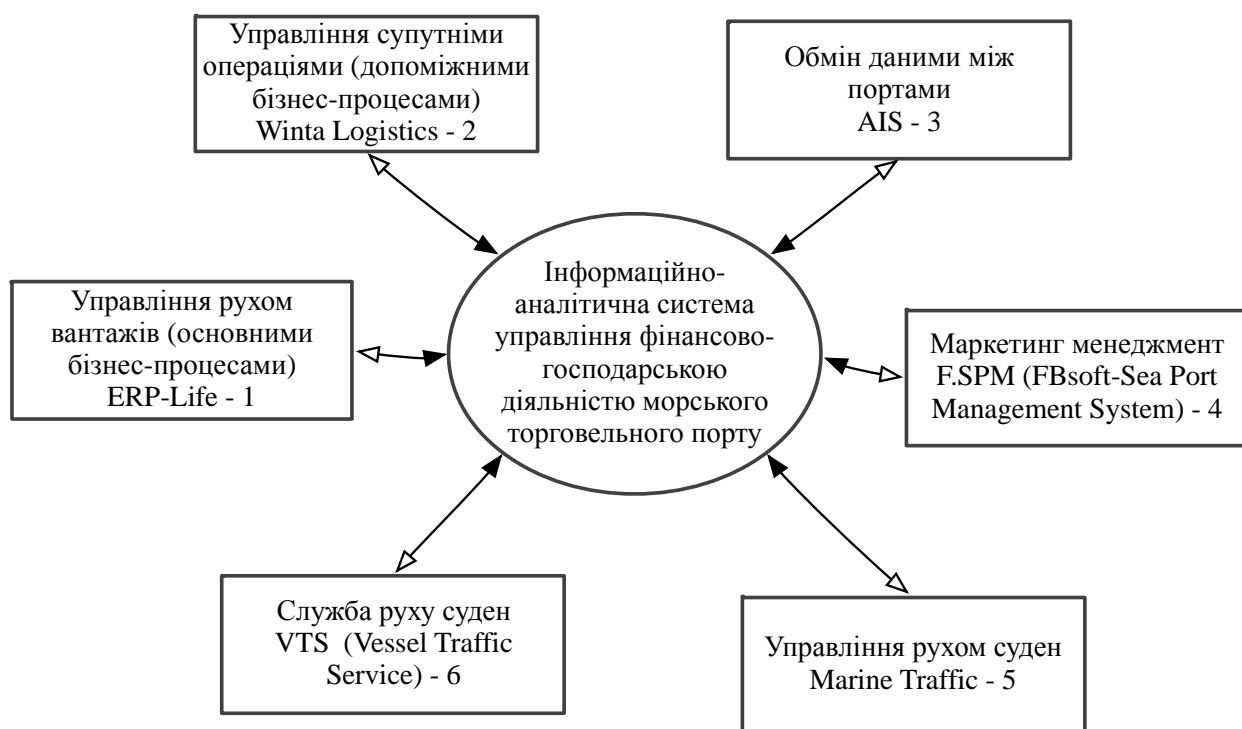 Управління супутніми
операціями (допоміжними
бізнес-процесами)
Winta Logistics - 2
Обмін даними між
портами
AIS - 3
Управління рухом
вантажів (основними
бізнес-процесами)
ERP-Life - 1
Інформаційно-
аналітична система
управління фінансово-
господарською
діяльністю морського
торговельного порту
Маркетинг менеджмент
F.SPM (FBsoft-Sea Port
Management System) - 4
Служба руху суден
VTS (Vessel Traffic
Service) - 6
Управління рухом суден
Marine Traffic - 5